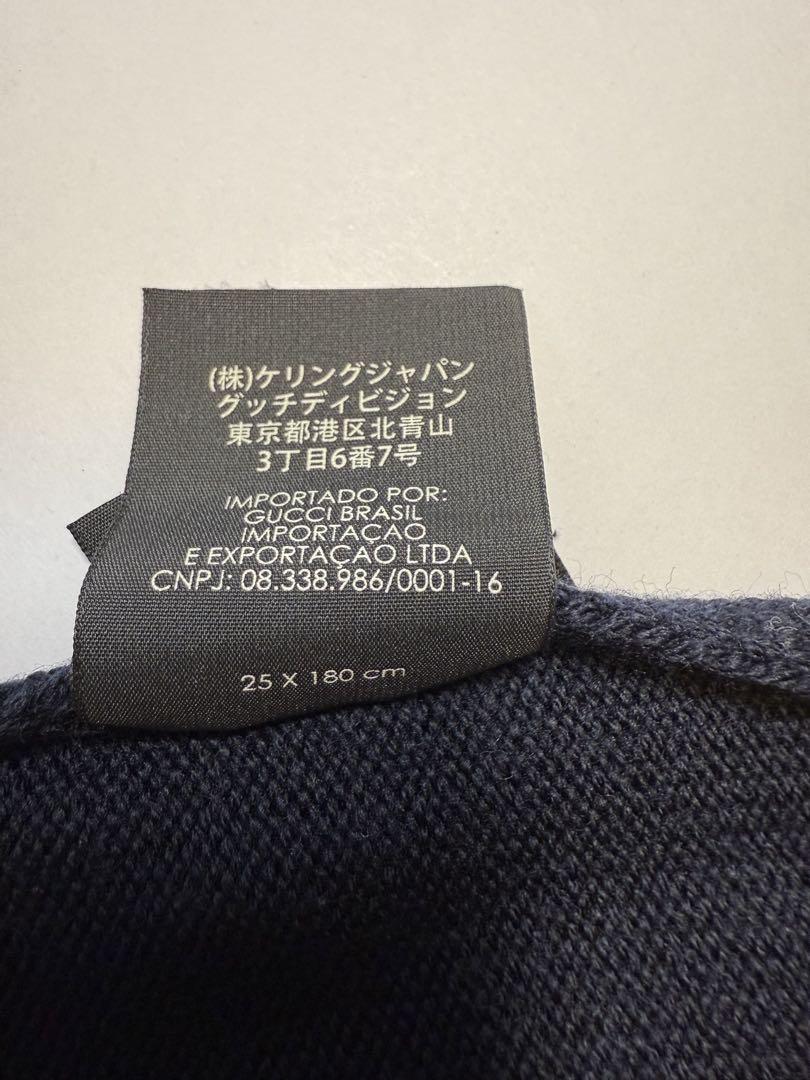 (株)ケリングジャパン
グッチディビジョン
東京都港区北青山
3丁目6番7号
IMPORTADO POR:
GUCCI BRASIL
IMPORTAÇAO
E EXPORTAÇAO LTDA
CNPJ: 08.338.986/0001-16
25 X 180 cm